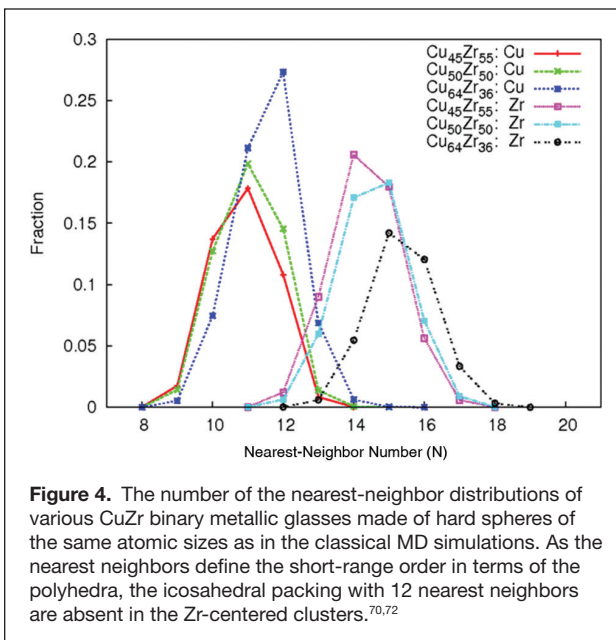 0.3
0.25
0.2
0.15
0.1
0.05
0
Fraction
Cu₄₅Zr₅₅: Cu
Cu₅₀Zr₅₀: Cu
Cu₆₄Zr₃₆: Cu
Cu₄₅Zr₅₅: Zr
Cu₅₀Zr₅₀: Zr
Cu₆₄Zr₃₆: Zr
8 10 12 14 16 18 20
Nearest-Neighbor Number (N)
Figure 4. The number of the nearest-neighbor distributions of
various CuZr binary metallic glasses made of hard spheres of
the same atomic sizes as in the classical MD simulations. As the
nearest neighbors define the short-range order in terms of the
polyhedra, the icosahedral packing with 12 nearest neighbors
are absent in the Zr-centered clusters.⁷⁰,⁷²